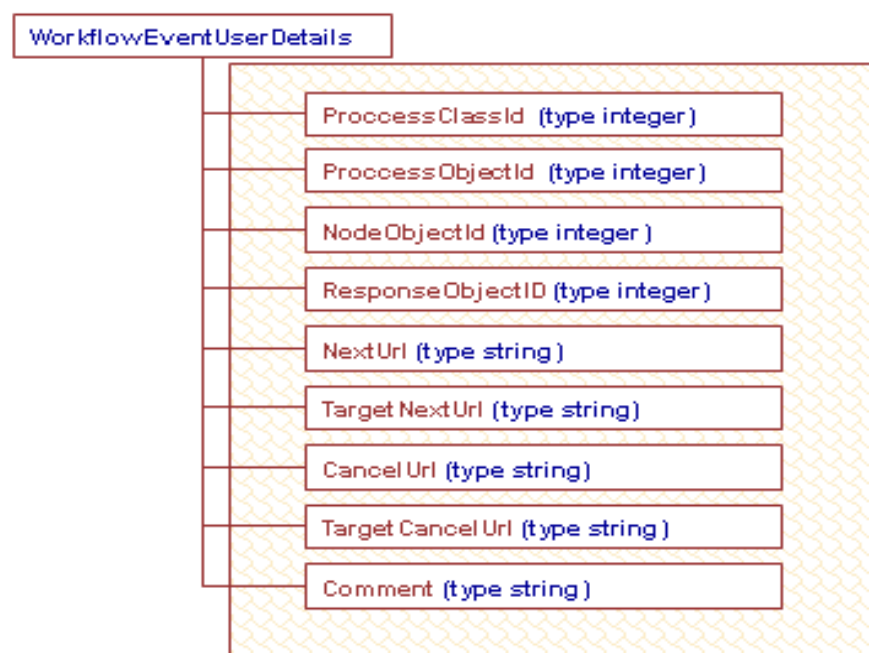 WorkflowEventUserDetails
ProccessClassId (type integer)
ProccessObjectId (type integer)
NodeObjectId (type integer)
ResponseObjectID (type integer)
NextUrl (type string)
TargetNextUrl (type string)
CancelUrl (type string)
TargetCancelUrl (type string)
Comment (type string)